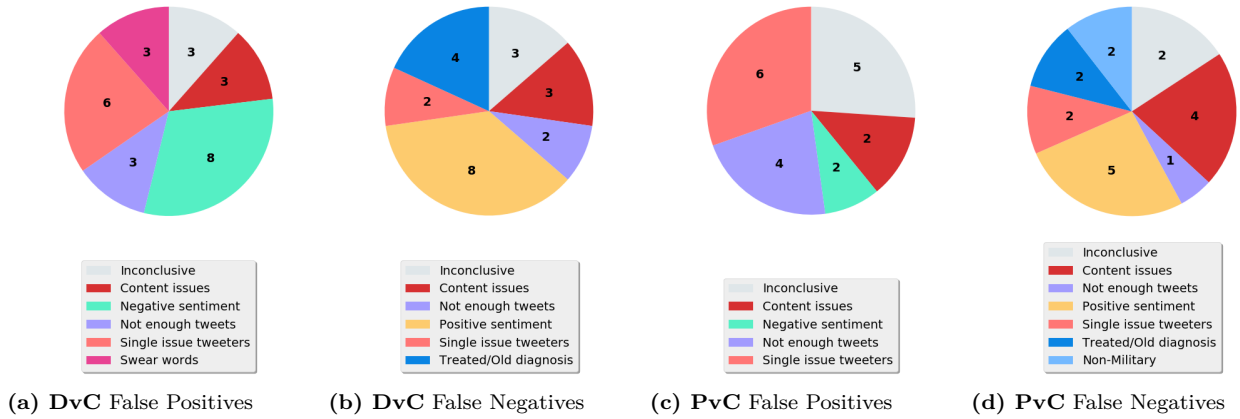 3
3
8
3
6
3
Inconclusive
Content issues
Negative sentiment
Not enough tweets
Single issue tweeters
Swear words
(a) DvC False Positives
3
3
2
8
2
4
Inconclusive
Content issues
Not enough tweets
Positive sentiment
Single issue tweeters
Treated/Old diagnosis
(b) DvC False Negatives
5
2
2
4
6
Inconclusive
Content issues
Negative sentiment
Not enough tweets
Single issue tweeters
(c) PvC False Positives
2
4
1
5
2
2
2
Inconclusive
Content issues
Not enough tweets
Positive sentiment
Single issue tweeters
Treated/Old diagnosis
Non-Military
(d) PvC False Negatives